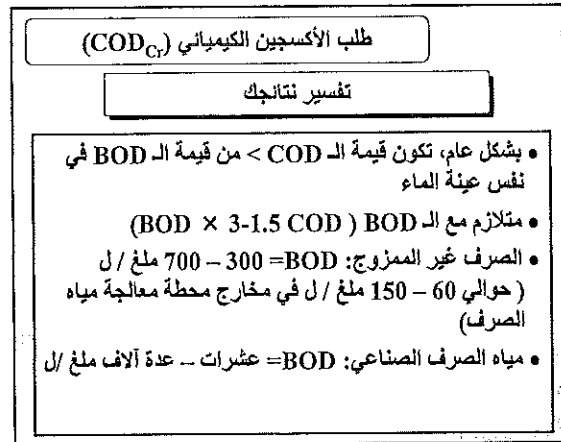 طلب الأكسجين الكيميائي (CODCr)
تفسير نتائجك
• بشكل عام، تكون قيمة الـ COD > من قيمة الـ BOD في
نفس عينة الماء
• متلازم مع الـ BOD ( BOD × 3-1.5 COD)
• الصرف غير الممزوج: BOD= 300 – 700 ملغ / ل
( حوالي 60 – 150 ملغ / ل في مخارج محطة معالجة مياه
الصرف)
• مياه الصرف الصناعي: BOD= عشرات – عدة آلاف ملغ /ل